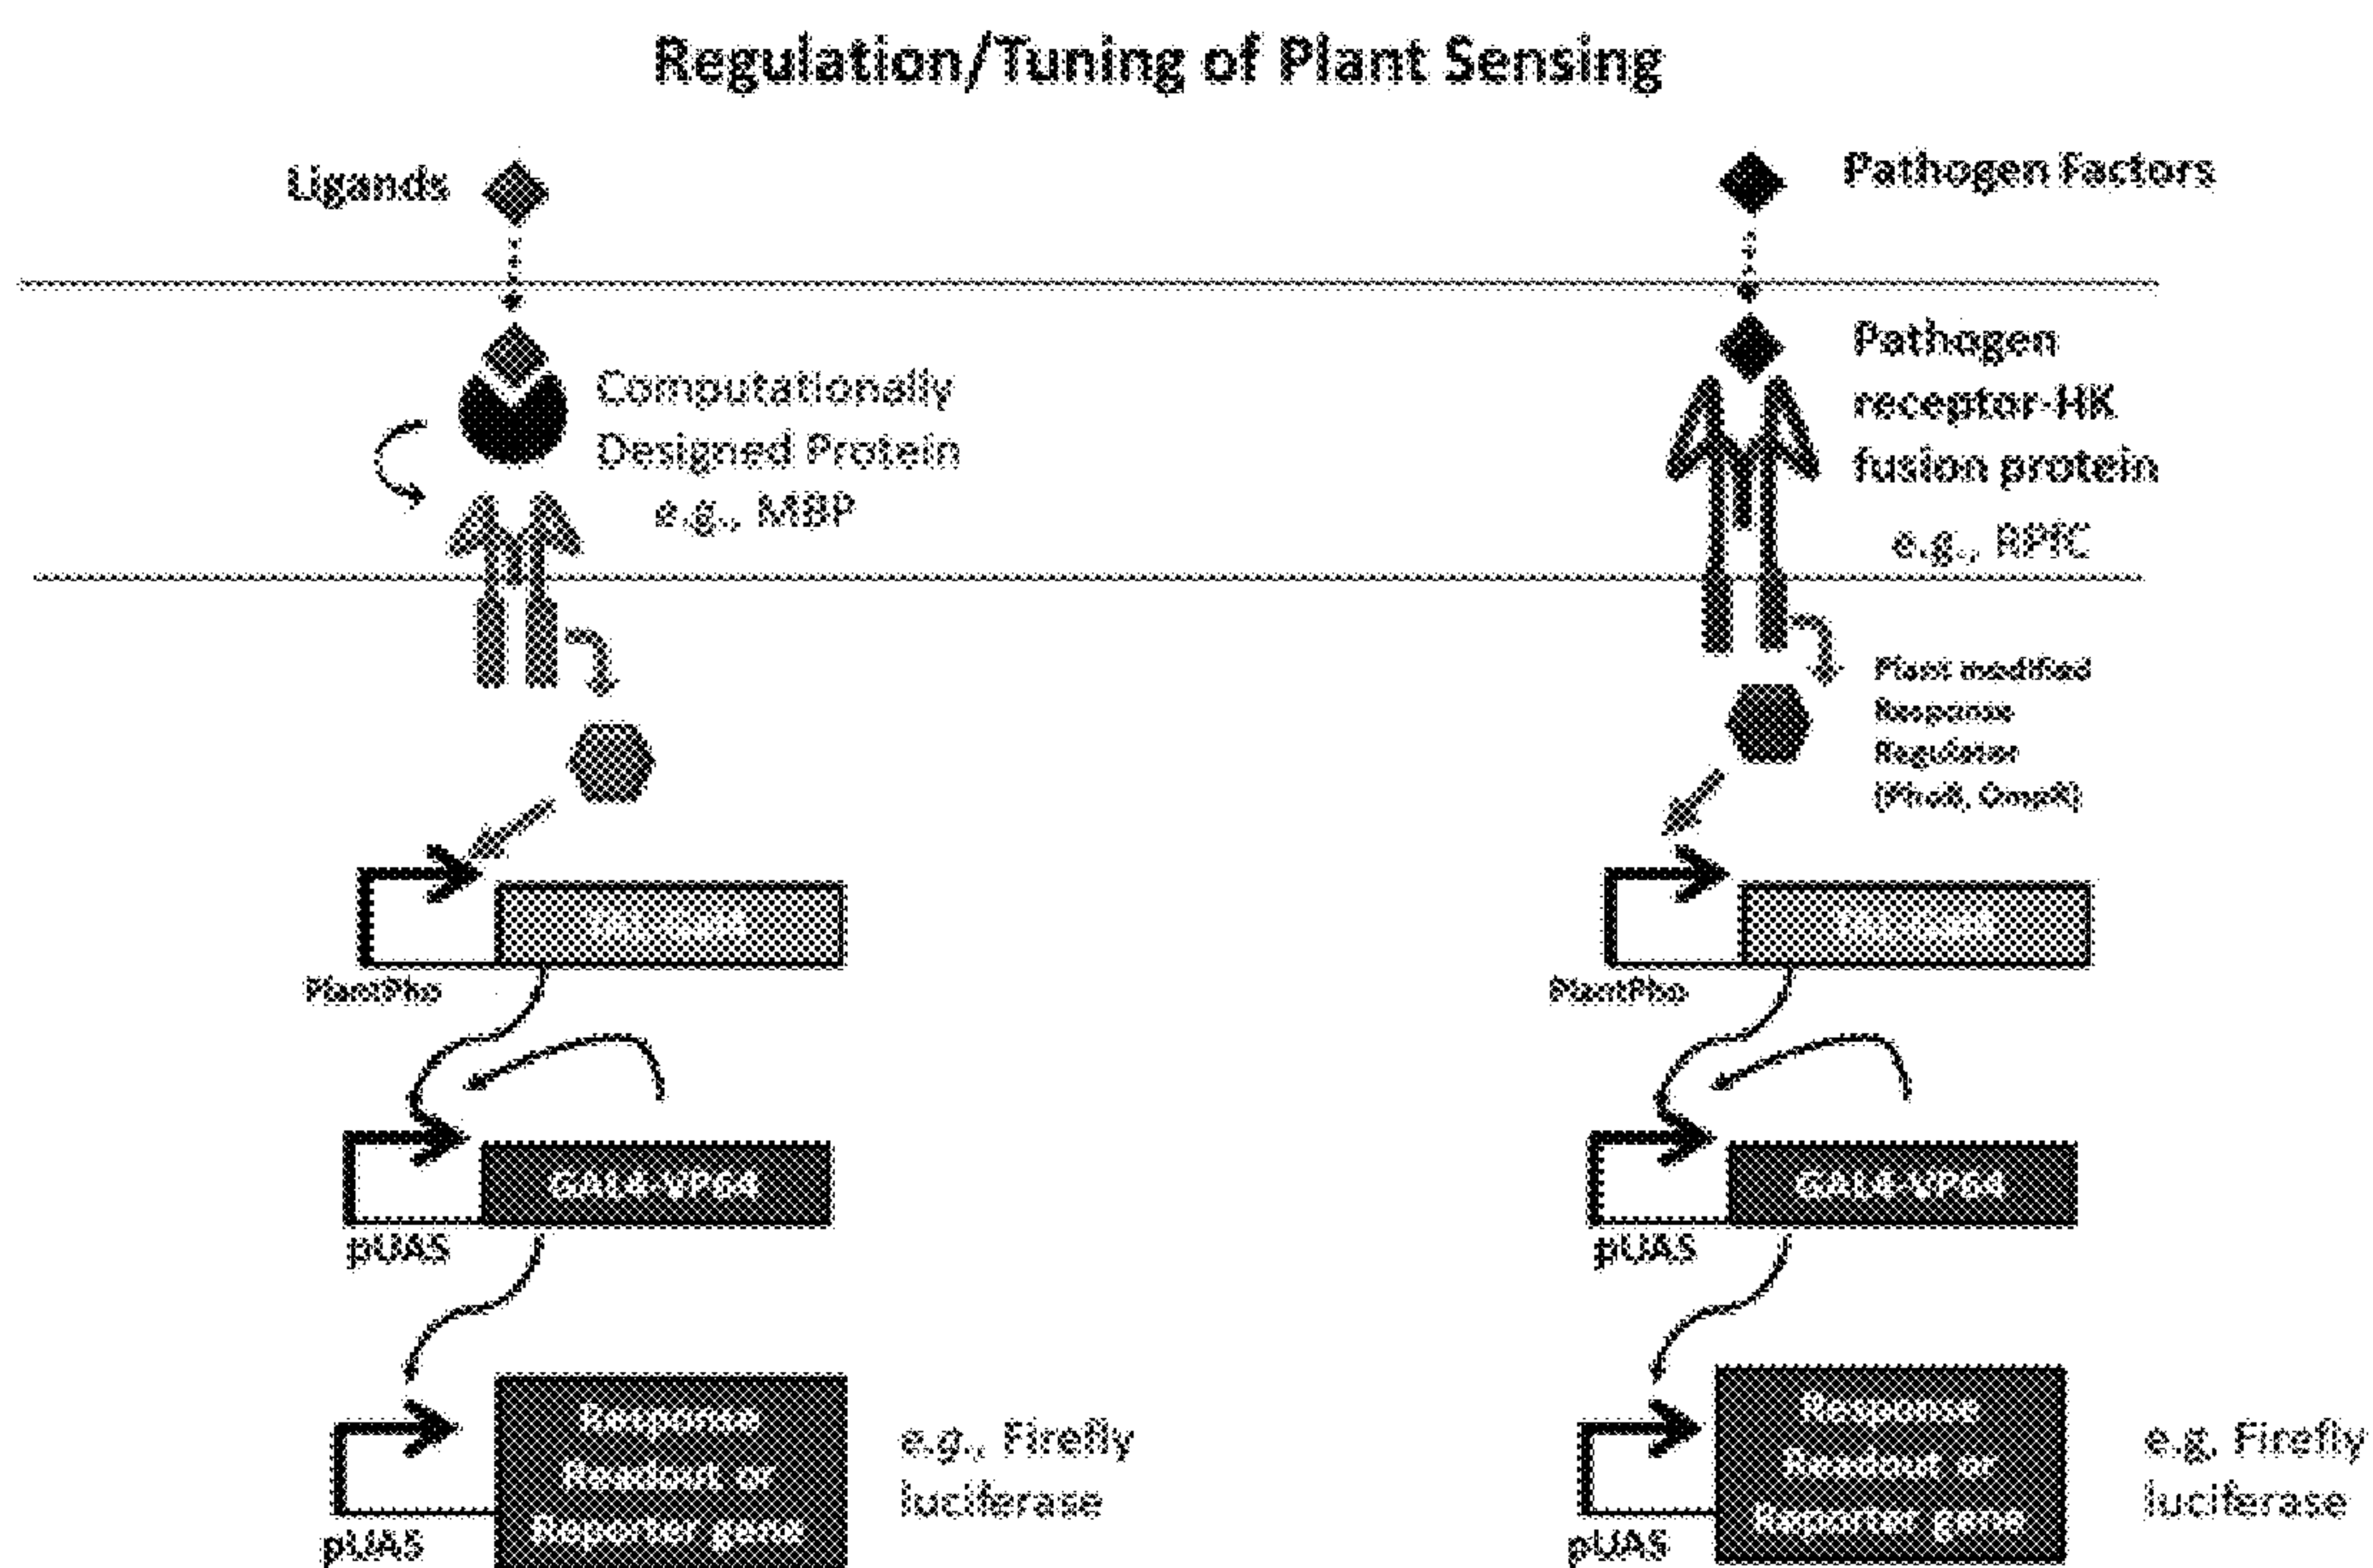 Regulation/Tuning of Plant Sensing
Ligands
Computationally
Designed Protein
e.g., MBP
PlantPho
GAL4-VP64
pUAS
Response
Readout or
Reporter gene
pUAS
e.g., Firefly
luciferase
Pathogen Factors
Pathogen
receptor-HK
fusion protein
e.g., RPfC
Plant modified
Response
Regulator
(PhoB, OmpR)
PlantPho
GAL4-VP64
pUAS
Response
Readout or
Reporter gene
pUAS
e.g. Firefly
luciferase